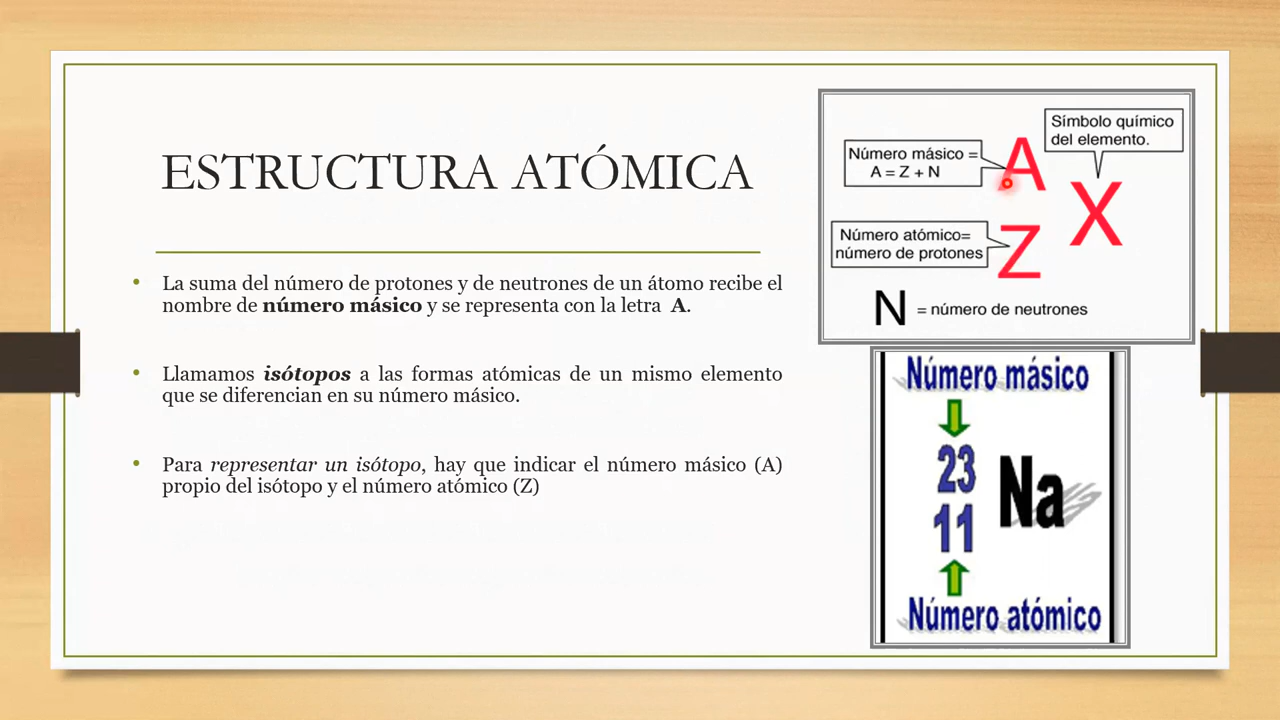 ESTRUCTURA ATÓMICA
• La suma del número de protones y de neutrones de un átomo recibe el
nombre de número másico y se representa con la letra A.
• Llamamos isótopos a las formas atómicas de un mismo elemento
que se diferencian en su número másico.
• Para representar un isótopo, hay que indicar el número másico (A)
propio del isotopo y el número atómico (Z)
Símbolo químico
del elemento.
Número másico =
A = Z + N
A
X
Número atómico=
número de protones
Z
N = número de neutrones
Número másico
23
Na
11
Número atómico